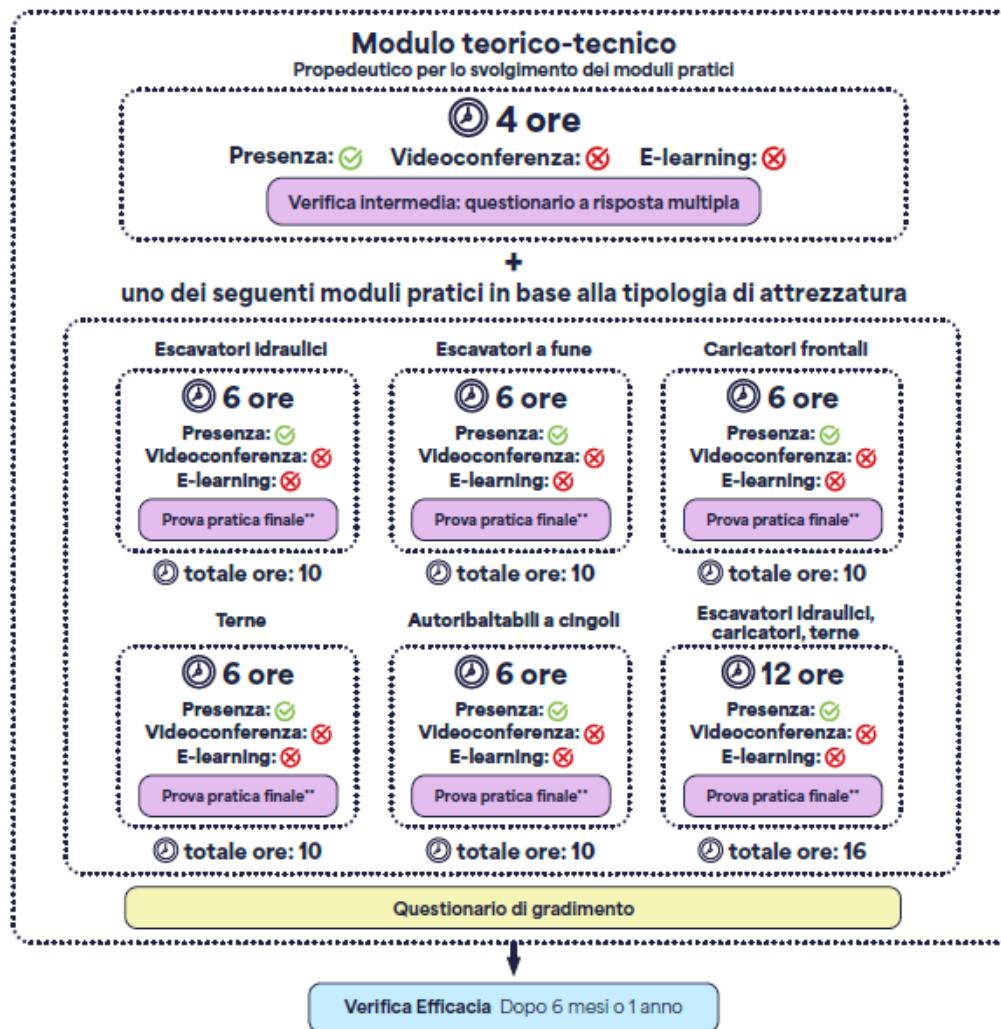 Modulo teorico-tecnico
Propedeutico per lo svolgimento dei moduli pratici
4 ore
Presenza: Videoconferenza: E-learning:
Verifica intermedia: questionario a risposta multipla
+
uno dei seguenti moduli pratici in base alla tipologia di attrezzatura
Escavatori idraulici
6 ore
Presenza:
Videoconferenza:
E-learning:
Prova pratica finale**
totale ore: 10
Escavatori a fune
6 ore
Presenza:
Videoconferenza:
E-learning:
Prova pratica finale**
totale ore: 10
Caricatori frontali
6 ore
Presenza:
Videoconferenza:
E-learning:
Prova pratica finale**
totale ore: 10
Terne
6 ore
Presenza:
Videoconferenza:
E-learning:
Prova pratica finale**
totale ore: 10
Autoribaltabili a cingoli
6 ore
Presenza:
Videoconferenza:
E-learning:
Prova pratica finale**
totale ore: 10
Escavatori idraulici,
caricatori, terne
12 ore
Presenza:
Videoconferenza:
E-learning:
Prova pratica finale**
totale ore: 16
Questionario di gradimento
Verifica Efficacia Dopo 6 mesi o 1 anno